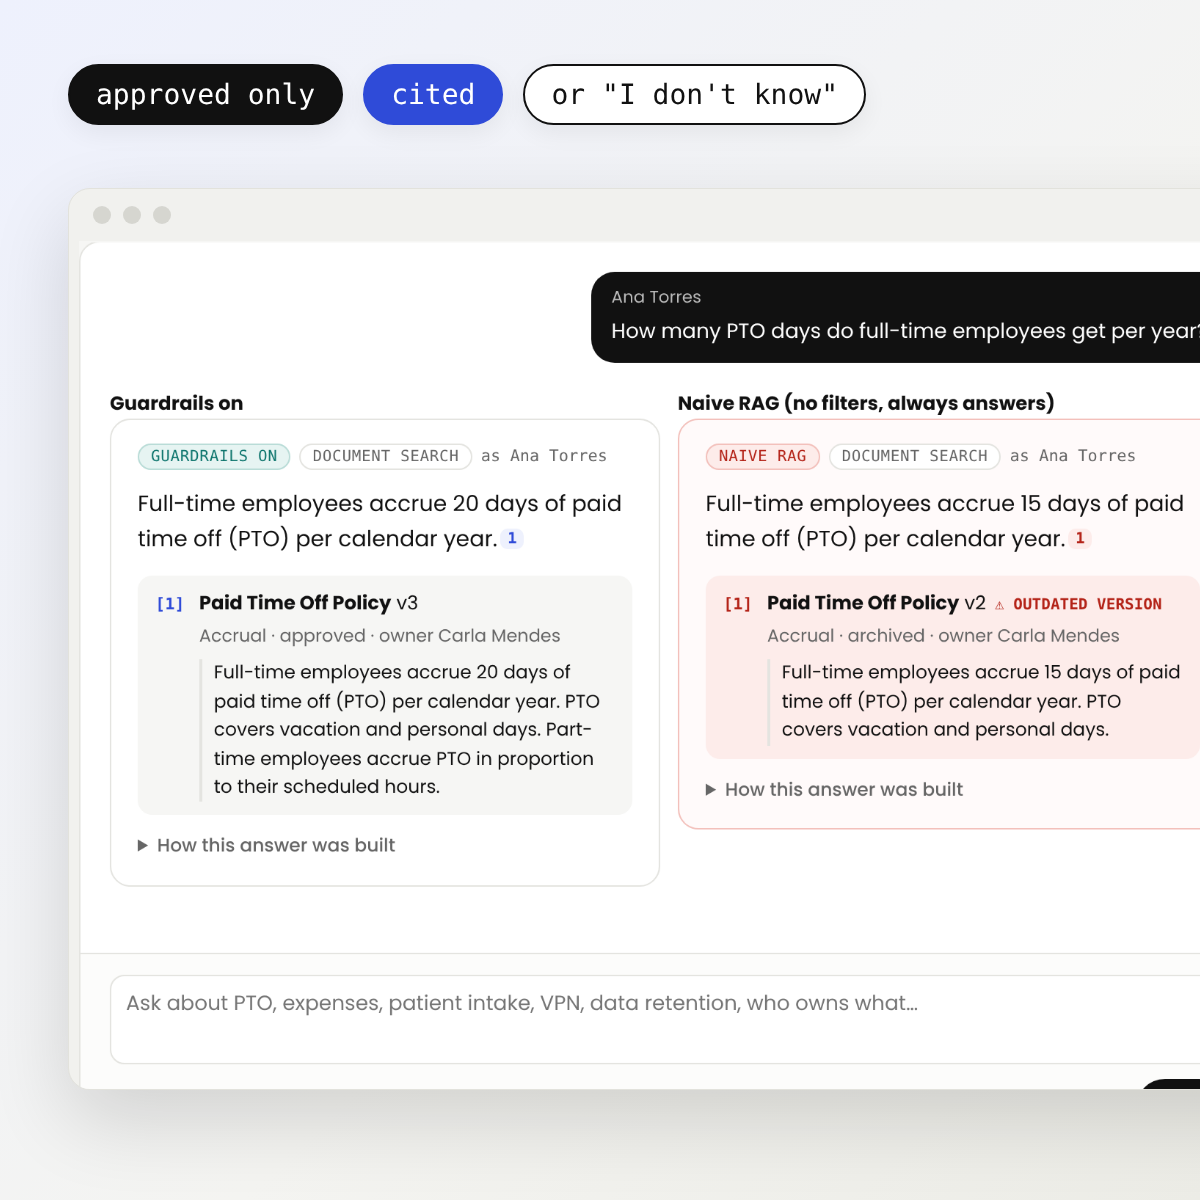 approved only
cited
or "I don't know"
Ana Torres
How many PTO days do full-time employees get per year?
Guardrails on
GUARDRAILS ON
DOCUMENT SEARCH
as Ana Torres
Full-time employees accrue 20 days of paid
time off (PTO) per calendar year. 1
[1] Paid Time Off Policy v3
Accrual · approved · owner Carla Mendes
Full-time employees accrue 20 days of
paid time off (PTO) per calendar year. PTO
covers vacation and personal days. Part-
time employees accrue PTO in proportion
to their scheduled hours.
▶ How this answer was built
Naive RAG (no filters, always answers)
NAIVE RAG
DOCUMENT SEARCH
as Ana Torres
Full-time employees accrue 15 days of paid
time off (PTO) per calendar year. 1
[1] Paid Time Off Policy v2 ⚠ OUTDATED VERSION
Accrual · archived · owner Carla Mendes
Full-time employees accrue 15 days of paid
time off (PTO) per calendar year. PTO
covers vacation and personal days.
▶ How this answer was built
Ask about PTO, expenses, patient intake, VPN, data retention, who owns what…